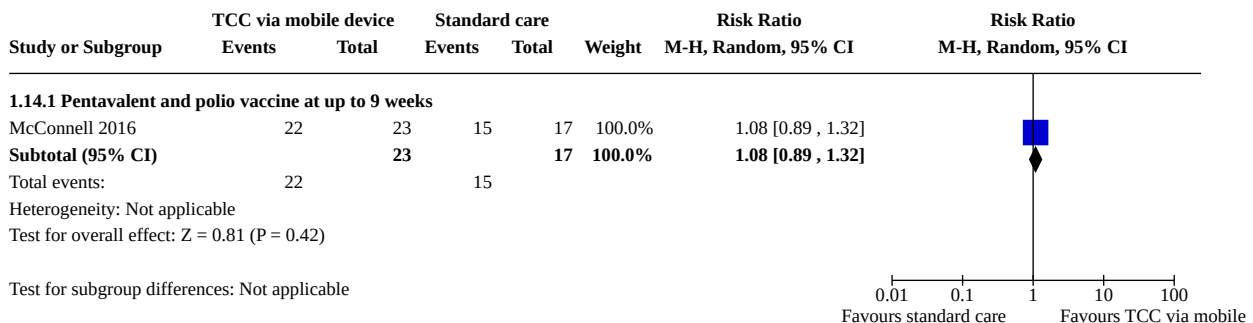 TCC via mobile device Standard care Risk Ratio Risk Ratio
Study or Subgroup Events Total Events Total Weight M-H, Random, 95% CI M-H, Random, 95% CI
1.14.1 Pentavalent and polio vaccine at up to 9 weeks
McConnell 2016 22 23 15 17 100.0% 1.08 [0.89 , 1.32]
Subtotal (95% CI) 23 17 100.0% 1.08 [0.89 , 1.32]
Total events: 22 15
Heterogeneity: Not applicable
Test for overall effect: Z = 0.81 (P = 0.42)
Test for subgroup differences: Not applicable
0.01 0.1 1 10 100
Favours standard care Favours TCC via mobile